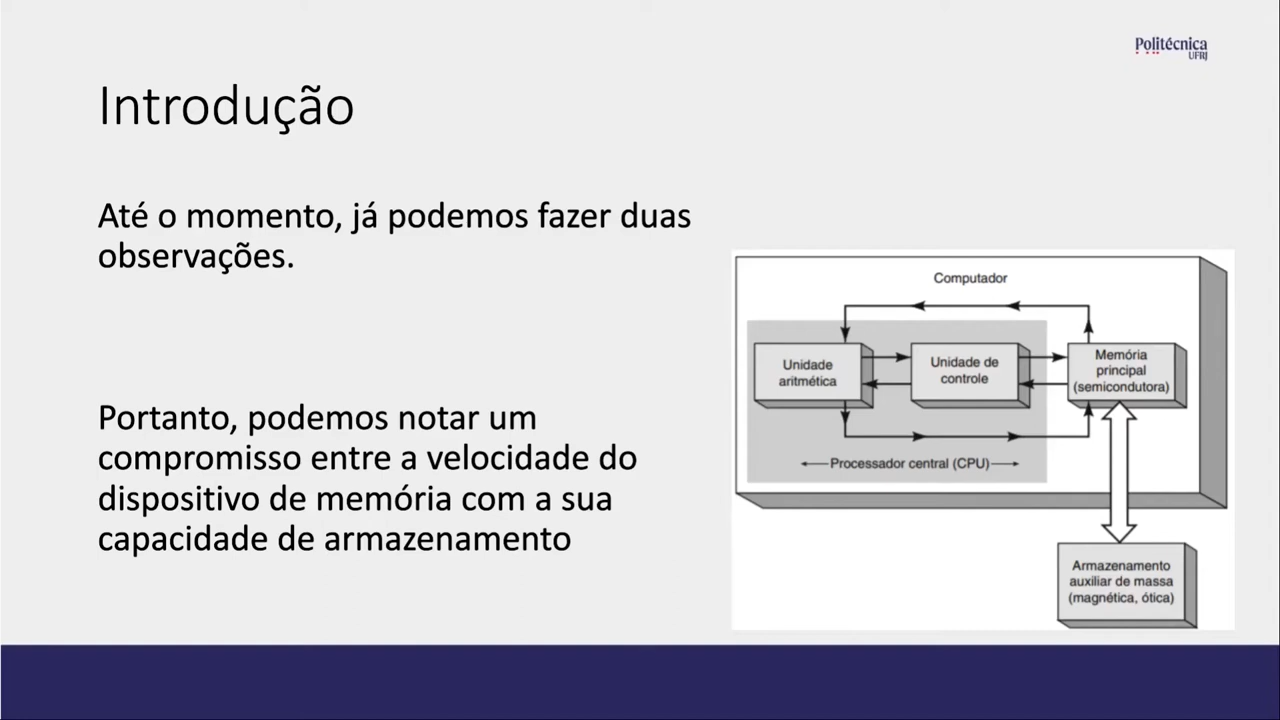 Politécnica
UFRJ
Introdução
Até o momento, já podemos fazer duas
observações.
Portanto, podemos notar um
compromisso entre a velocidade do
dispositivo de memória com a sua
capacidade de armazenamento
Computador
Unidade
aritmética
Unidade de
controle
Memória
principal
(semicondutora)
Processador central (CPU)
Armazenamento
auxiliar de massa
(magnética, ótica)